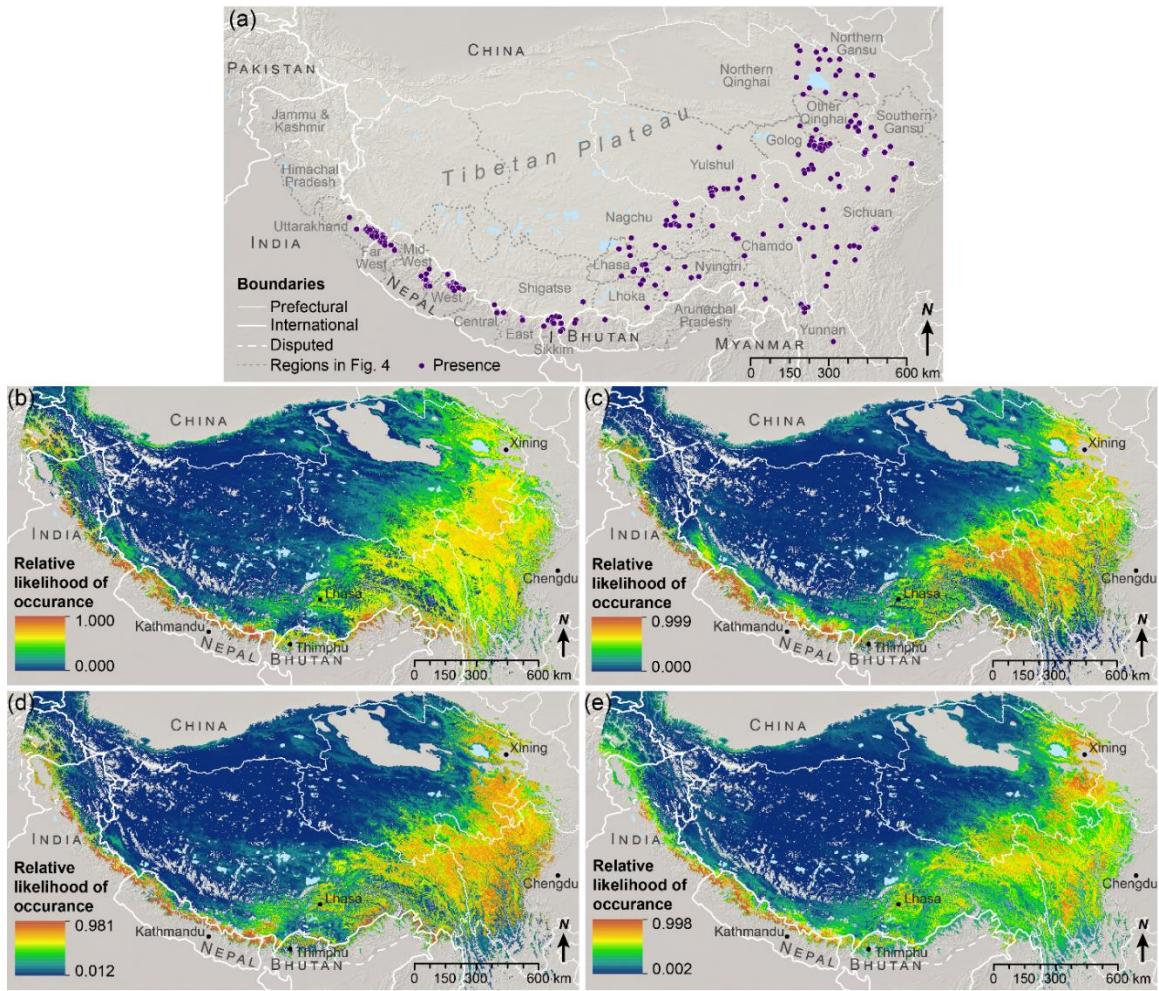 (a)
CHINA
Northern
Gansu
PAKISTAN
Northern
Qinghai
Jammu &
Kashmir
Other
Qinghai
Southern
Gansu
Golog
Tibetan Plateau
Himachal
Pradesh
Yulshul
Nagchu
Sichuan
Uttarakhand
INDIA
Far
West
Mid-
West
Chamdo
Lhasa
Nyingtri
NEPAL
West
Shigatse
Lhoka
Boundaries
Prefectural
International
Disputed
Regions in Fig. 4
Presence
Central
East
Sikkim
BHUTAN
Arunachal
Pradesh
MYANMAR
Yunnan
N
0 150 300 600 km
(b)
CHINA
Xining
INDIA
Relative
likelihood of
occurance
1.000
0.000
Lhasa
Chengdu
Kathmandu
NEPAL
BHUTAN
Thimphu
N
0 150 300 600 km
(c)
CHINA
Xining
INDIA
Relative
likelihood of
occurance
0.999
0.000
Lhasa
Chengdu
Kathmandu
NEPAL
BHUTAN
Thimphu
N
0 150 300 600 km
(d)
CHINA
Xining
INDIA
Relative
likelihood of
occurance
0.981
0.012
Lhasa
Chengdu
Kathmandu
NEPAL
BHUTAN
Thimphu
N
0 150 300 600 km
(e)
CHINA
Xining
INDIA
Relative
likelihood of
occurance
0.998
0.002
Lhasa
Chengdu
Kathmandu
NEPAL
BHUTAN
Thimphu
N
0 150 300 600 km